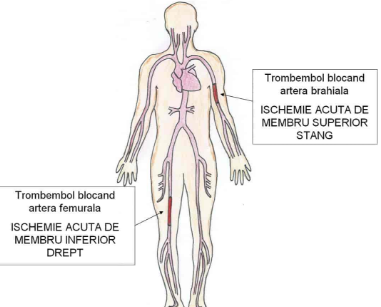 Trombembol blocand
artera brahiala
ISCHEMIE ACUTA DE
MEMBRU SUPERIOR
STANG
Trombembol blocand
artera femurala
ISCHEMIE ACUTA DE
MEMBRU INFERIOR
DREPT